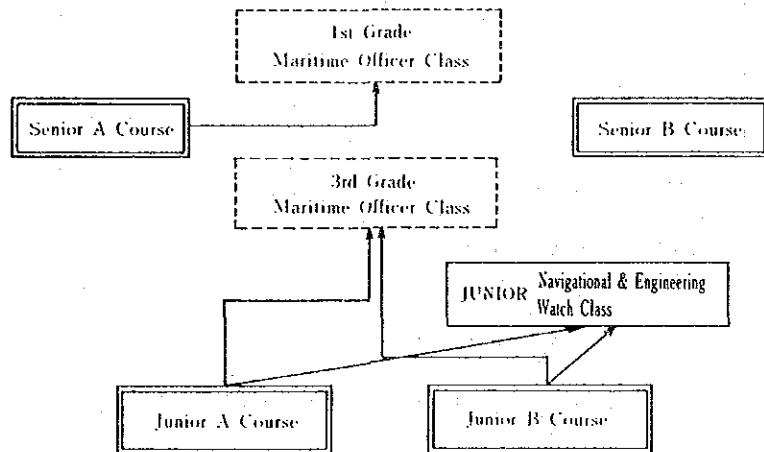 1st Grade
Maritime Officer Class
Senior A Course
Senior B Course
3rd Grade
Maritime Officer Class
JUNIOR Navigational & Engineering
Watch Class
Junior A Course
Junior B Course